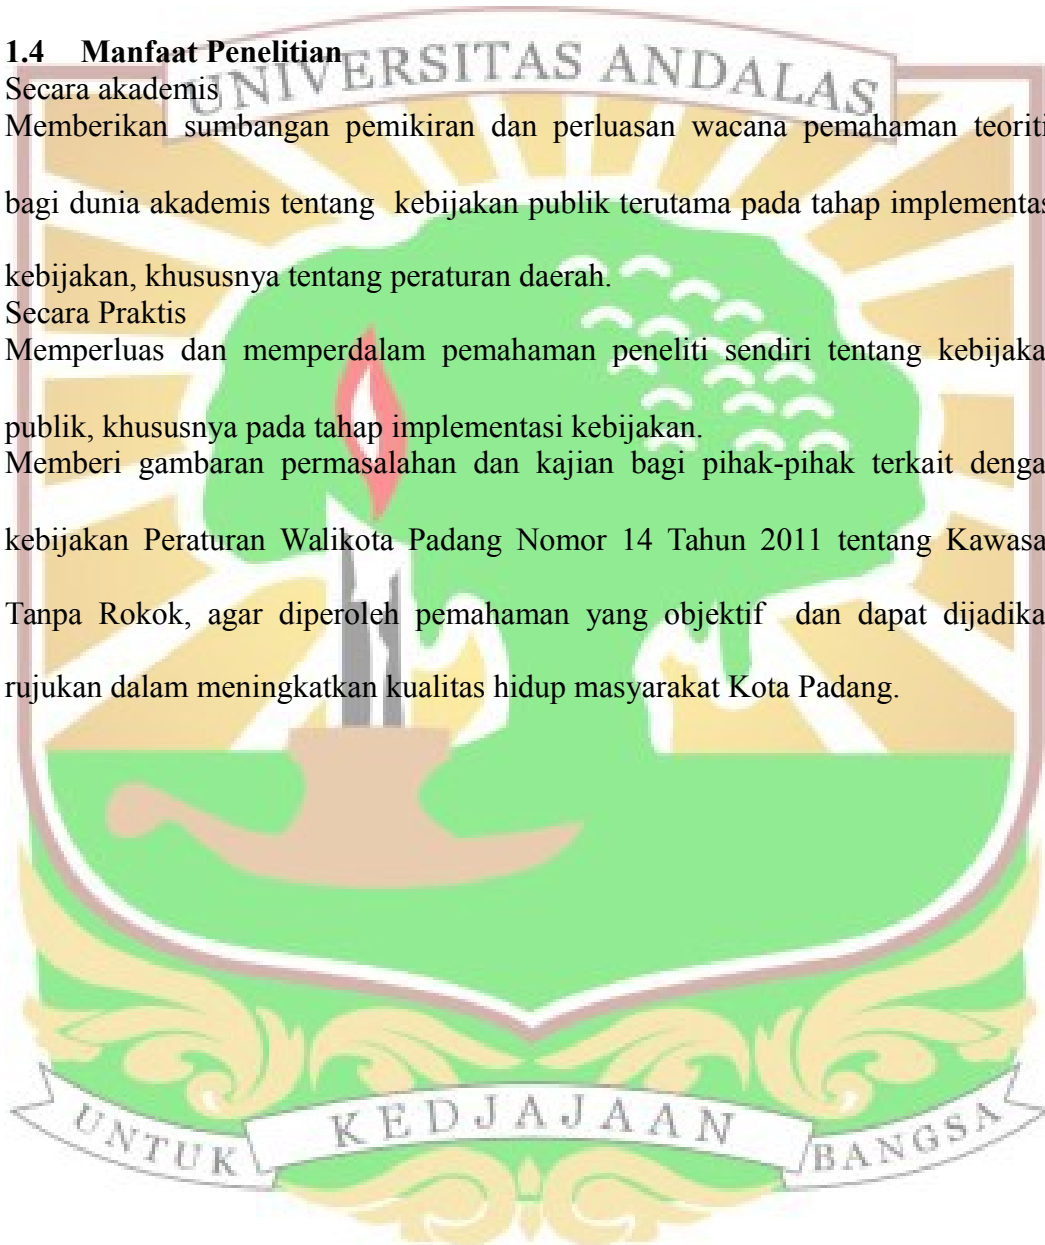 1.4 Manfaat Penelitian
UNIVERSITAS ANDALAS
Secara akademis
Memberikan sumbangan pemikiran dan perluasan wacana pemahaman teoriti
bagi dunia akademis tentang kebijakan publik terutama pada tahap implementas
kebijakan, khususnya tentang peraturan daerah.
Secara Praktis
Memperluas dan memperdalam pemahaman peneliti sendiri tentang kebijaka
publik, khususnya pada tahap implementasi kebijakan.
Memberi gambaran permasalahan dan kajian bagi pihak-pihak terkait denga
kebijakan Peraturan Walikota Padang Nomor 14 Tahun 2011 tentang Kawasa
Tanpa Rokok, agar diperoleh pemahaman yang objektif dan dapat dijadika
rujukan dalam meningkatkan kualitas hidup masyarakat Kota Padang.
UNTUK KEDJAJAAN BANGSA